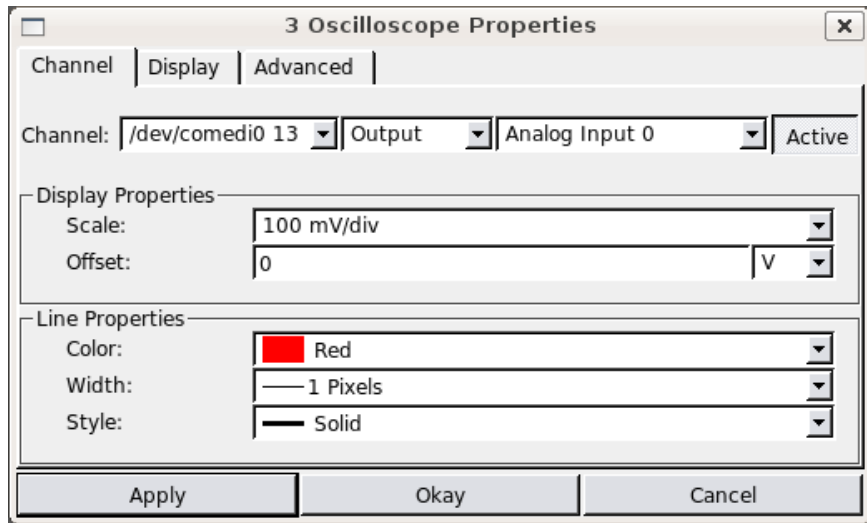 3 Oscilloscope Properties
Channel Display Advanced
Channel: /dev/comedi0 13 Output Analog Input 0 Active
Display Properties
Scale: 100 mV/div
Offset: 0 V
Line Properties
Color: Red
Width: 1 Pixels
Style: Solid
Apply Okay Cancel